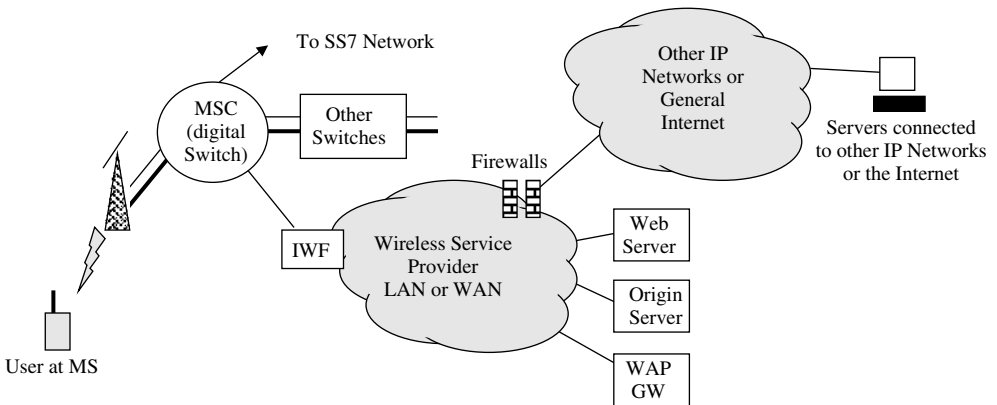 To SS7 Network
MSC
(digital
Switch)
Other
Switches
Other IP
Networks or
General
Internet
Servers connected
to other IP Networks
or the Internet
Firewalls
IWF
Wireless Service
Provider
LAN or WAN
Web
Server
Origin
Server
WAP
GW
User at MS